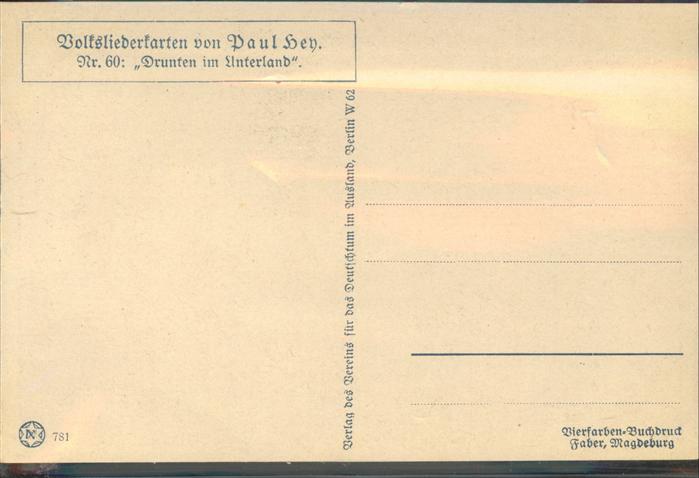 Volksliederkarten von Paul Hey.
Nr. 60: „Drunten im Unterland“.
Verlag des Vereins für das Deutschtum im Ausland, Berlin W 62
781
Vierfarben-Buchdruck
Faber, Magdeburg